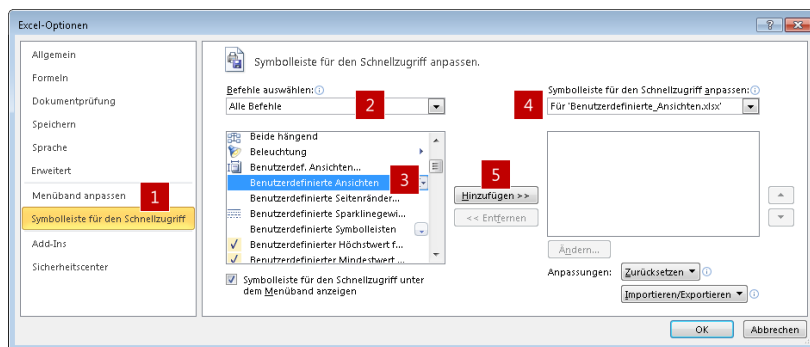 Excel-Optionen
Allgemein
Formeln
Dokumentprüfung
Speichern
Sprache
Erweitert
Menüband anpassen
1
Symbolleiste für den Schnellzugriff
Add-Ins
Sicherheitscenter
Symbolleiste für den Schnellzugriff anpassen.
Befehle auswählen:
Alle Befehle
2
Beide hängend
Beleuchtung
Benutzerdef. Ansichten...
Benutzerdefinierte Ansichten
3
Benutzerdefinierte Seitenränder...
Benutzerdefinierte Sparklinegewi...
Benutzerdefinierte Symbolleisten
Benutzerdefinierter Höchstwert f...
Benutzerdefinierter Mindestwert ...
Symbolleiste für den Schnellzugriff unter
dem Menüband anzeigen
5
Hinzufügen >>
<< Entfernen
Symbolleiste für den Schnellzugriff anpassen:
4
Für 'Benutzerdefinierte_Ansichten.xlsx'
Ändern...
Anpassungen:
Zurücksetzen
Importieren/Exportieren
OK
Abbrechen